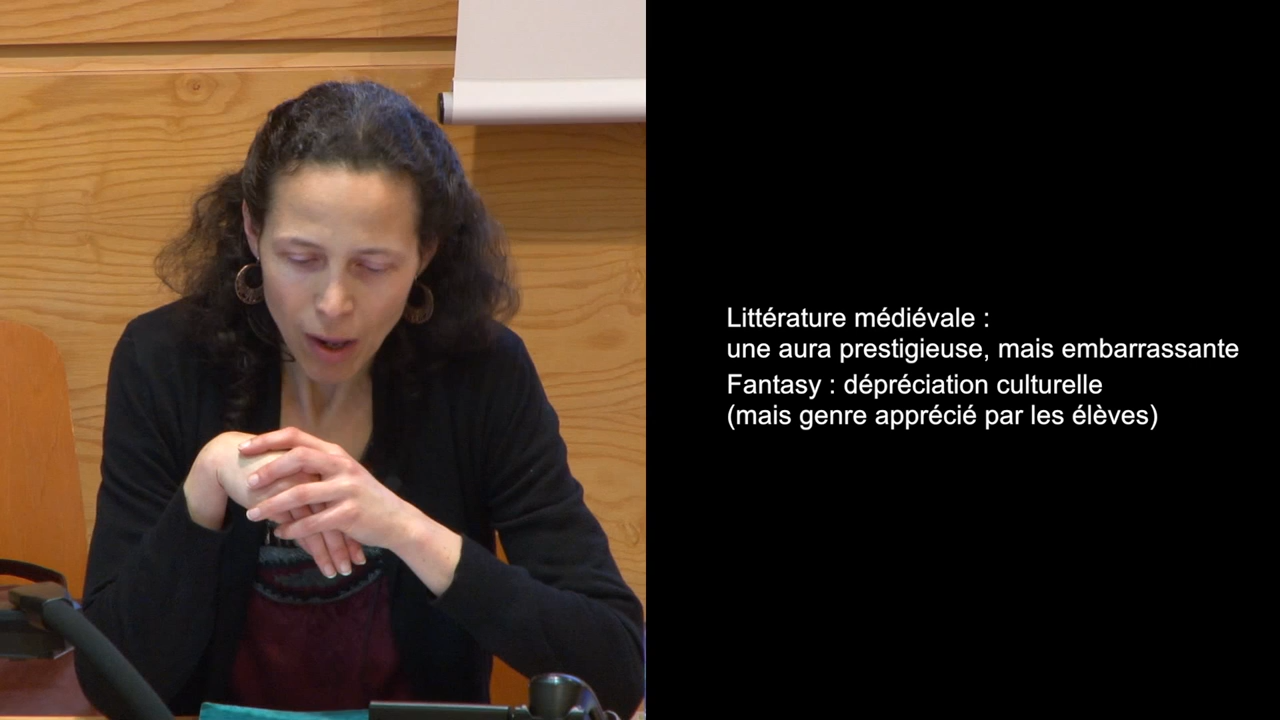 Littérature médiévale :
une aura prestigieuse, mais embarrassante
Fantasy : dépréciation culturelle
(mais genre apprécié par les élèves)